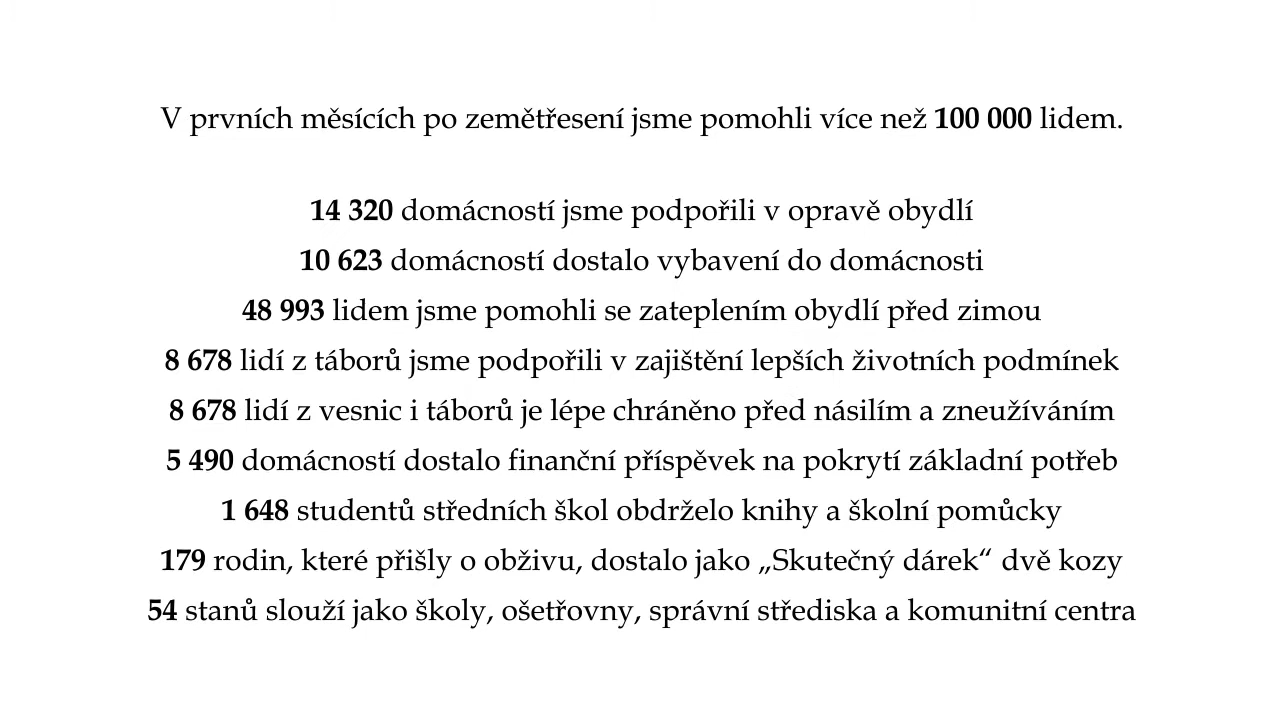 V prvních měsících po zemětřesení jsme pomohli více než 100 000 lidem.
14 320 domácností jsme podpořili v opravě obydlí
10 623 domácností dostalo vybavení do domácnosti
48 993 lidem jsme pomohli se zateplením obydlí před zimou
8 678 lidí z táborů jsme podpořili v zajištění lepších životních podmínek
8 678 lidí z vesnic i táborů je lépe chráněno před násilím a zneužíváním
5 490 domácností dostalo finanční příspěvek na pokrytí základní potřeb
1 648 studentů středních škol obdrželo knihy a školní pomůcky
179 rodin, které přišly o obživu, dostalo jako „Skutečný dárek“ dvě kozy
54 stanů slouží jako školy, ošetřovny, správní střediska a komunitní centra